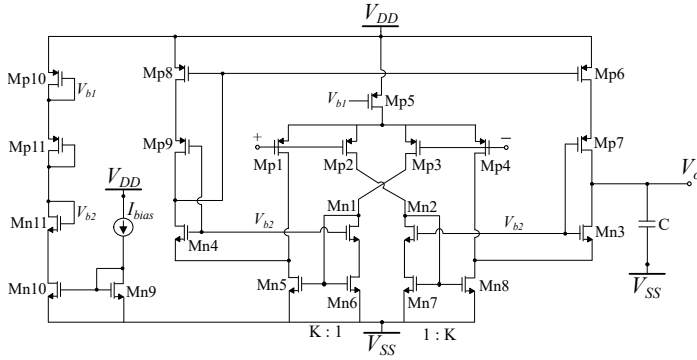 V_DD
Mp10
V_b1
Mp8
Mp6
V_b1
Mp5
Mp11
Mp9
+
Mp1
Mp2
Mp3
Mp4
−
Mp7
V_DD
V_o
Mn11
V_b2
I_bias
Mn4
V_b2
Mn1
Mn2
V_b2
Mn3
C
V_SS
Mn10
Mn9
Mn5
Mn6
Mn7
Mn8
K : 1
V_SS
1 : K